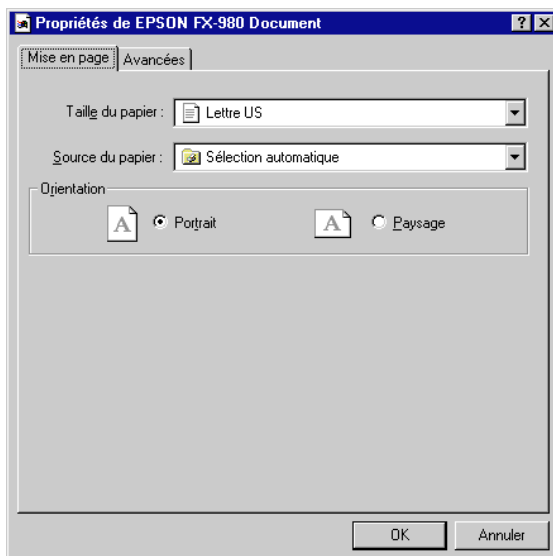 Propriétés de EPSON FX-980 Document
Mise en page Avancées
Taille du papier : Lettre US
Source du papier : Sélection automatique
Orientation
A Portrait A Paysage
OK Annuler